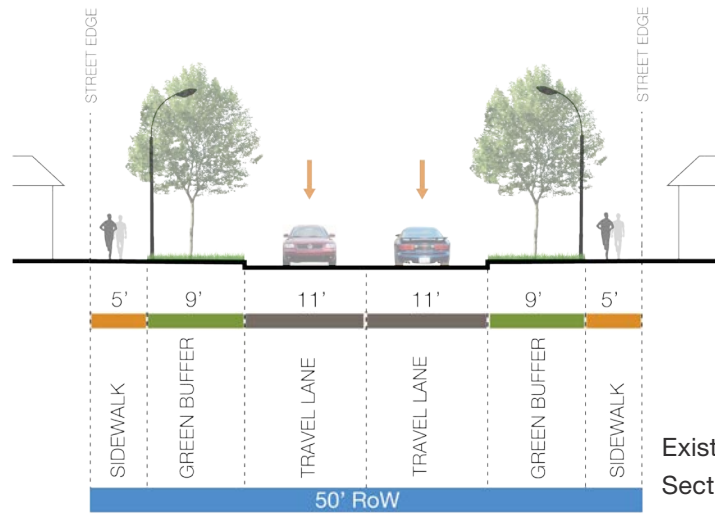 STREET EDGE
STREET EDGE
5' 9' 11' 11' 9' 5'
SIDEWALK
GREEN BUFFER
TRAVEL LANE
TRAVEL LANE
GREEN BUFFER
SIDEWALK
50' RoW
Exist
Sect